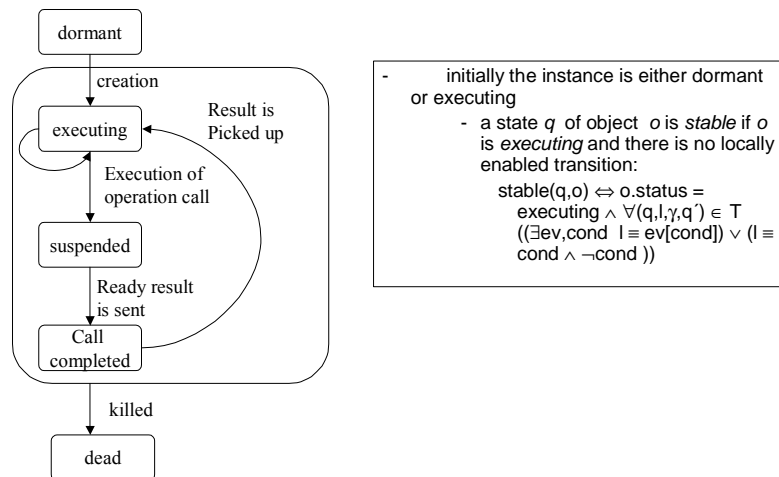 dormant
creation
executing
Result is
Picked up
Execution of
operation call
suspended
Ready result
is sent
Call
completed
killed
dead
- initially the instance is either dormant
or executing
- a state q of object o is stable if o
is executing and there is no locally
enabled transition:
stable(q,o) ⇔ o.status =
executing ∧ ∀(q,l,γ,q´) ∈ T
((∃ev,cond l ≡ ev[cond]) ∨ (l ≡
cond ∧ ¬cond ))